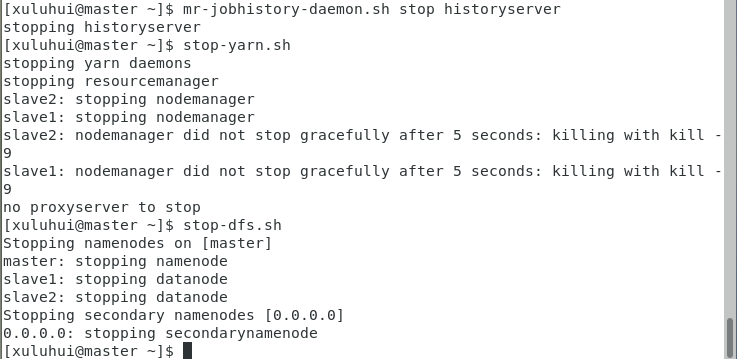 [xuluhui@master ~]$ mr-jobhistory-daemon.sh stop historyserver
stopping historyserver
[xuluhui@master ~]$ stop-yarn.sh
stopping yarn daemons
stopping resourcemanager
slave2: stopping nodemanager
slave1: stopping nodemanager
slave2: nodemanager did not stop gracefully after 5 seconds: killing with kill -
9
slave1: nodemanager did not stop gracefully after 5 seconds: killing with kill -
9
no proxyserver to stop
[xuluhui@master ~]$ stop-dfs.sh
Stopping namenodes on [master]
master: stopping namenode
slave1: stopping datanode
slave2: stopping datanode
Stopping secondary namenodes [0.0.0.0]
0.0.0.0: stopping secondarynamenode
[xuluhui@master ~]$